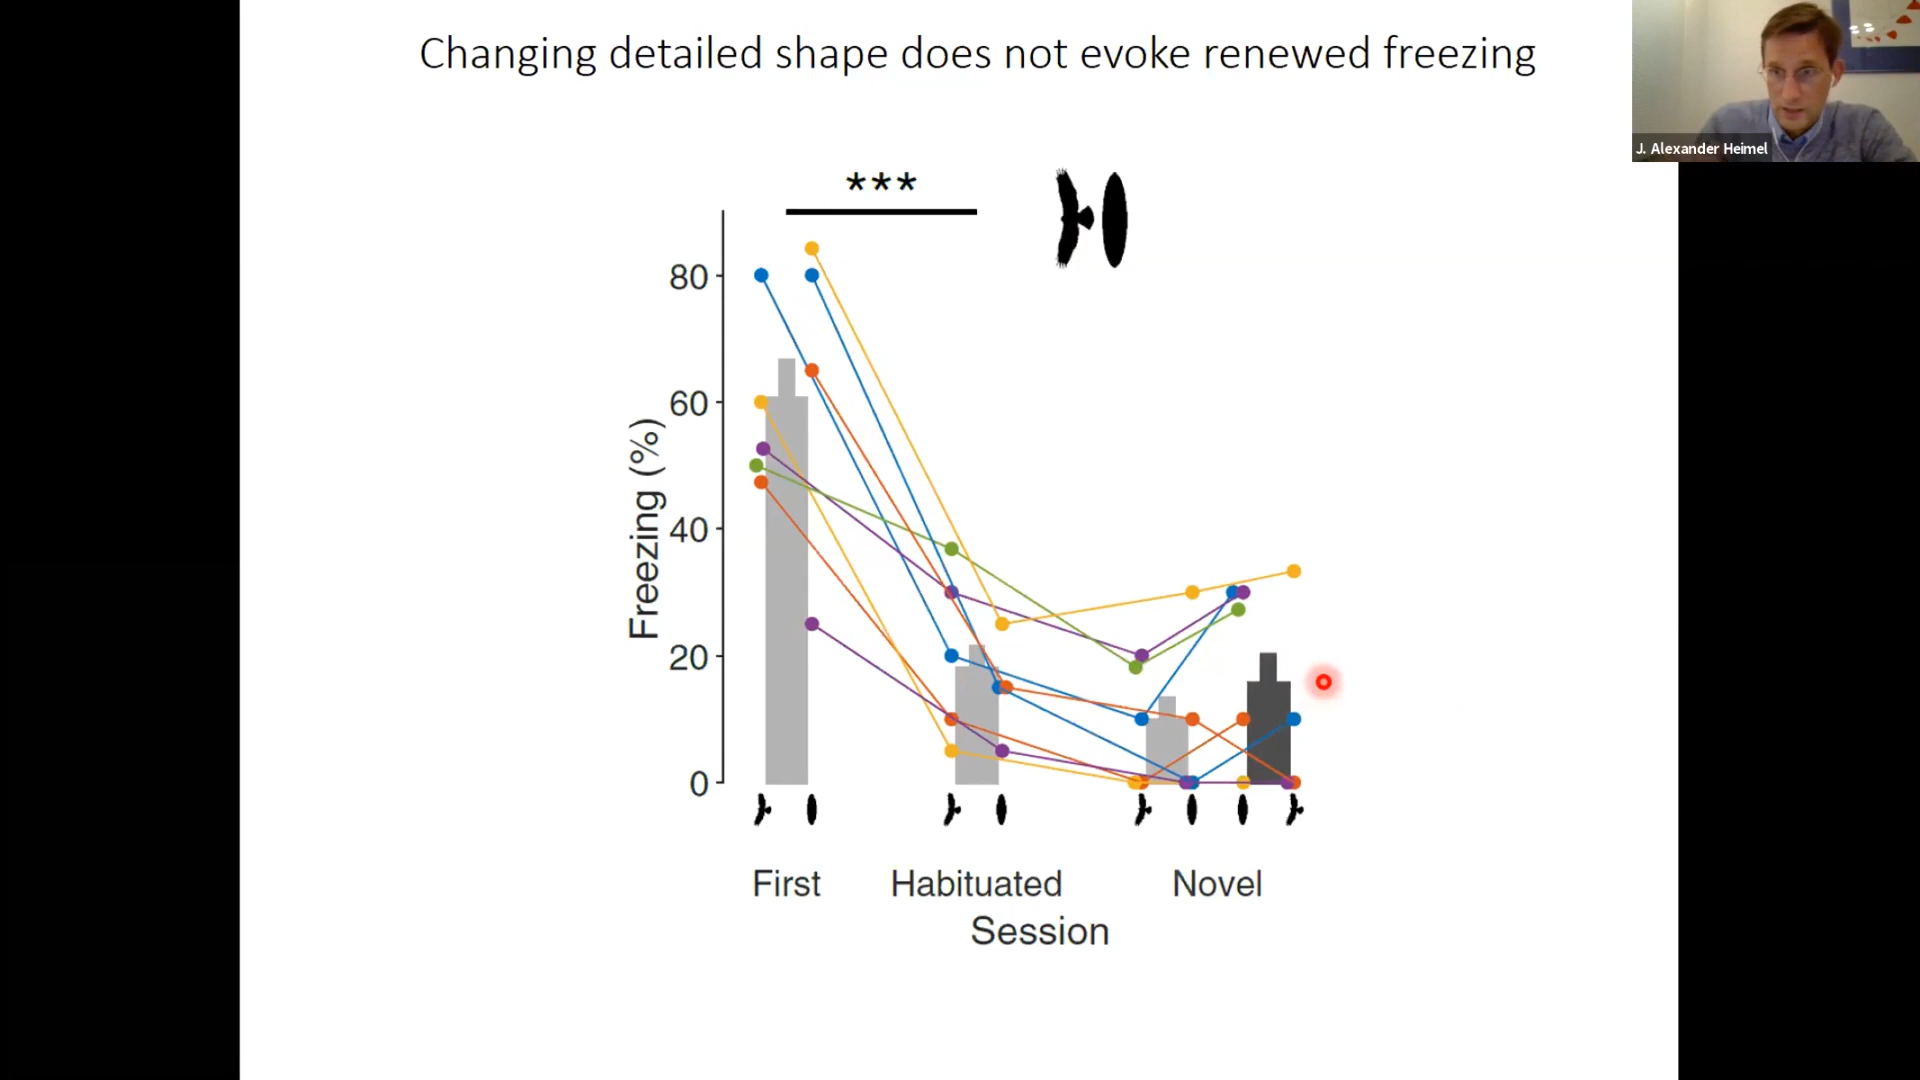 Changing detailed shape does not evoke renewed freezing
J. Alexander Heimel
***
80
60
40
20
0
Freezing (%)
First
Habituated
Novel
Session